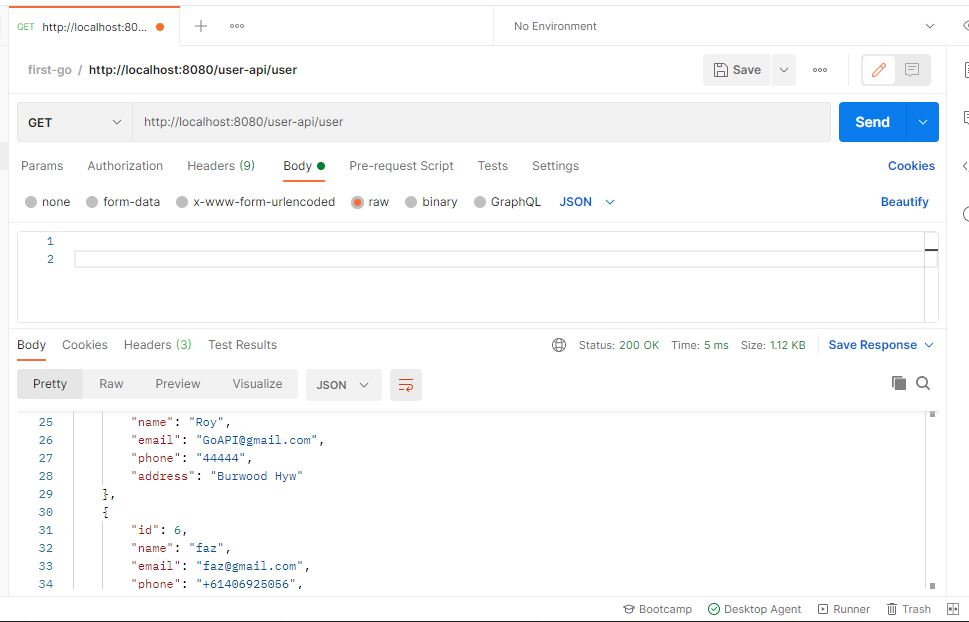 GET http://localhost:80... No Environment
first-go / http://localhost:8080/user-api/user Save
GET http://localhost:8080/user-api/user Send
Params Authorization Headers (9) Body Pre-request Script Tests Settings Cookies
none form-data x-www-form-urlencoded raw binary GraphQL JSON Beautify
1
2
Body Cookies Headers (3) Test Results Status: 200 OK Time: 5 ms Size: 1.12 KB Save Response
Pretty Raw Preview Visualize JSON
25 "name": "Roy",
26 "email": "GoAPI@gmail.com",
27 "phone": "44444",
28 "address": "Burwood Hyw"
29 },
30 {
31 "id": 6,
32 "name": "faz",
33 "email": "faz@gmail.com",
34 "phone": "+61406925056",
Bootcamp Desktop Agent Runner Trash